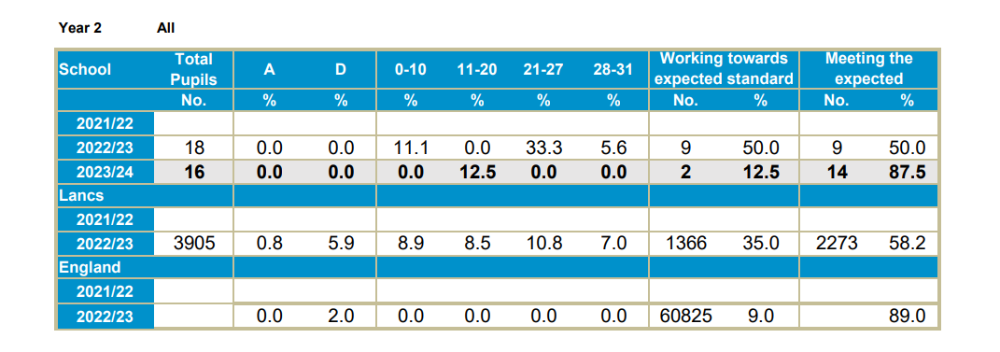 Year 2 All
School Total Pupils A D 0-10 11-20 21-27 28-31 Working towards expected standard Meeting the expected
No. % % % % % % No. % No. %
2021/22
2022/23 18 0.0 0.0 11.1 0.0 33.3 5.6 9 50.0 9 50.0
2023/24 16 0.0 0.0 0.0 12.5 0.0 0.0 2 12.5 14 87.5
Lancs
2021/22
2022/23 3905 0.8 5.9 8.9 8.5 10.8 7.0 1366 35.0 2273 58.2
England
2021/22
2022/23 0.0 2.0 0.0 0.0 0.0 0.0 60825 9.0 89.0